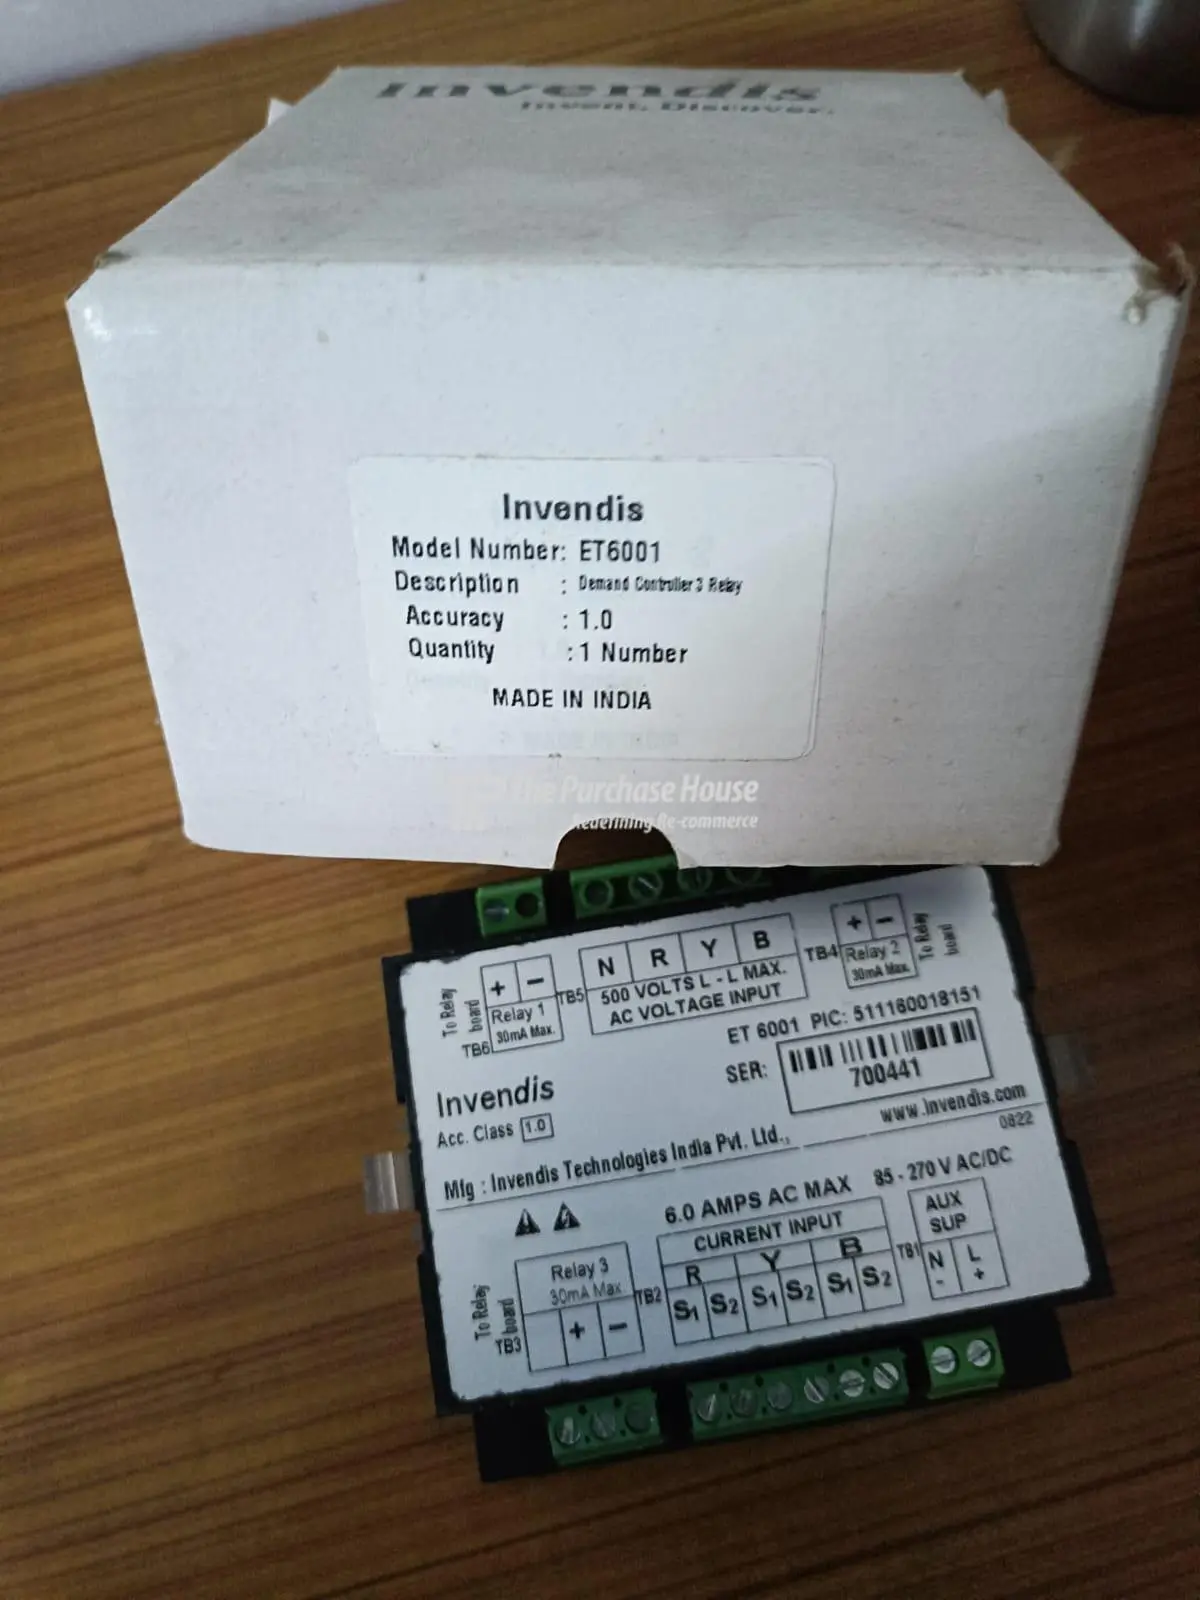 Invendis
Invent. Discover.
Invendis
Model Number: ET6001
Description : Demand Controller 3 Relay
Accuracy : 1.0
Quantity : 1 Number
MADE IN INDIA
The Purchase House
Redefining Re-commerce
To Relay board
+ −
Relay 1
30mA Max.
TB6
TB5
N R Y B
500 VOLTS L - L MAX.
AC VOLTAGE INPUT
TB4
+ −
Relay 2
30mA Max.
To Relay board
ET 6001 PIC: 511160018151
SER:
700441
Invendis
Acc. Class 1.0
www.invendis.com
Mfg : Invendis Technologies India Pvt. Ltd.,
0822
6.0 AMPS AC MAX
85 - 270 V AC/DC
CURRENT INPUT
R Y B
S1 S2 S1 S2 S1 S2
TB1
AUX
SUP
N L
- +
To Relay board
Relay 3
30mA Max
TB2
TB3
+ −